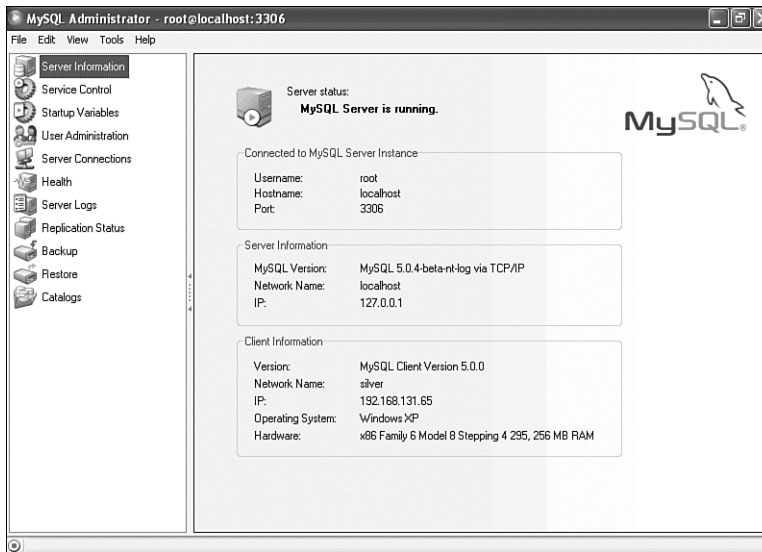 MySQL Administrator - root@localhost:3306
File Edit View Tools Help
Server Information
Service Control
Startup Variables
User Administration
Server Connections
Health
Server Logs
Replication Status
Backup
Restore
Catalogs
Server status:
MySQL Server is running.
MySQL®
Connected to MySQL Server Instance
Username: root
Hostname: localhost
Port: 3306
Server Information
MySQL Version: MySQL 5.0.4-beta-nt-log via TCP/IP
Network Name: localhost
IP: 127.0.0.1
Client Information
Version: MySQL Client Version 5.0.0
Network Name: silver
IP: 192.168.131.65
Operating System: Windows XP
Hardware: x86 Family 6 Model 8 Stepping 4 295, 256 MB RAM